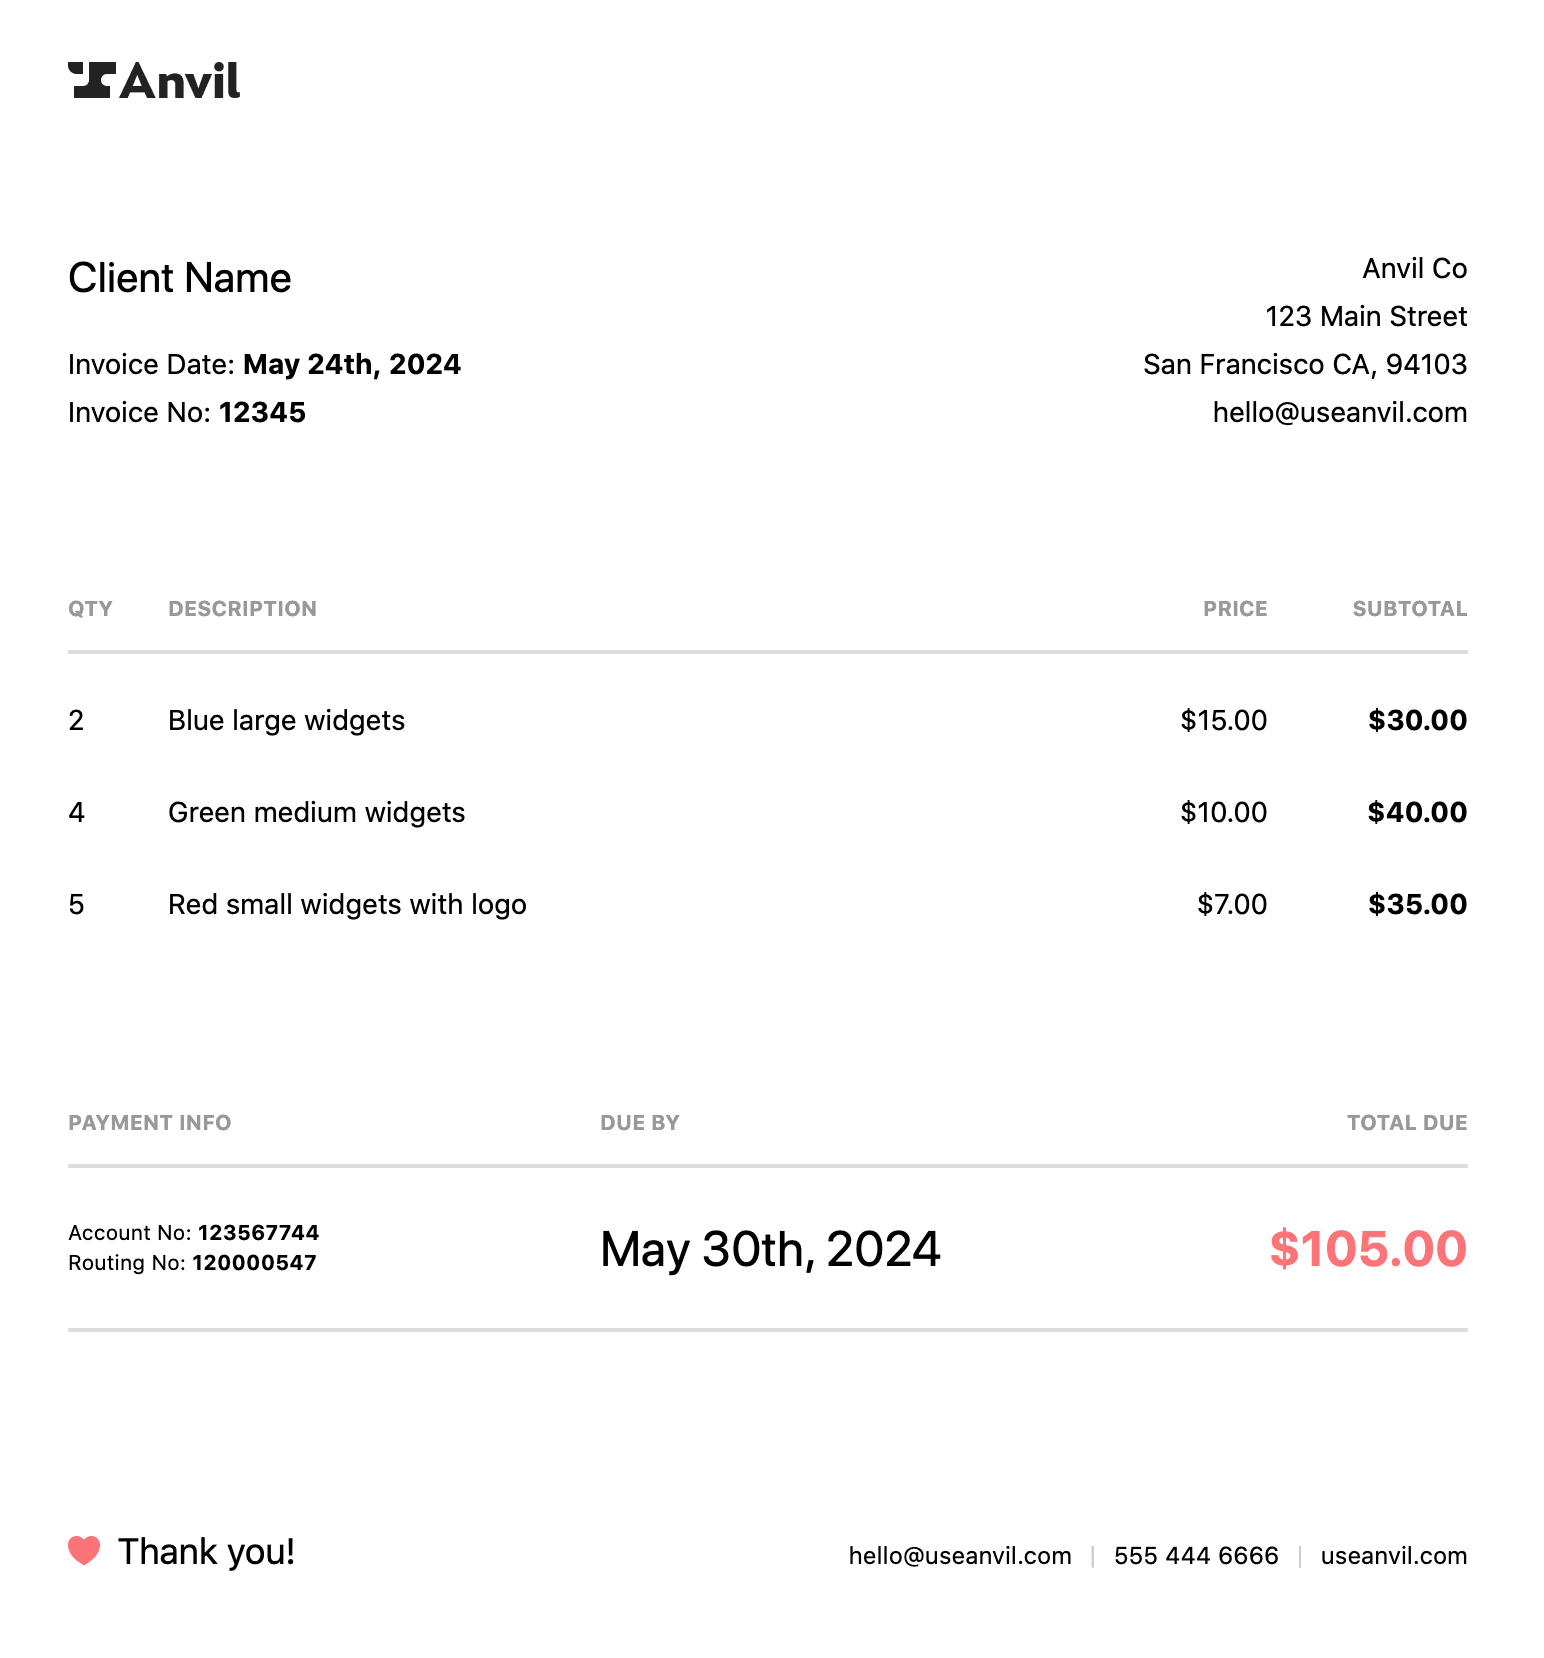 Anvil
Client Name
Invoice Date: May 24th, 2024
Invoice No: 12345
Anvil Co
123 Main Street
San Francisco CA, 94103
hello@useanvil.com
QTY DESCRIPTION PRICE SUBTOTAL
2 Blue large widgets $15.00 $30.00
4 Green medium widgets $10.00 $40.00
5 Red small widgets with logo $7.00 $35.00
PAYMENT INFO DUE BY TOTAL DUE
Account No: 123567744
Routing No: 120000547
May 30th, 2024
$105.00
Thank you!
hello@useanvil.com | 555 444 6666 | useanvil.com